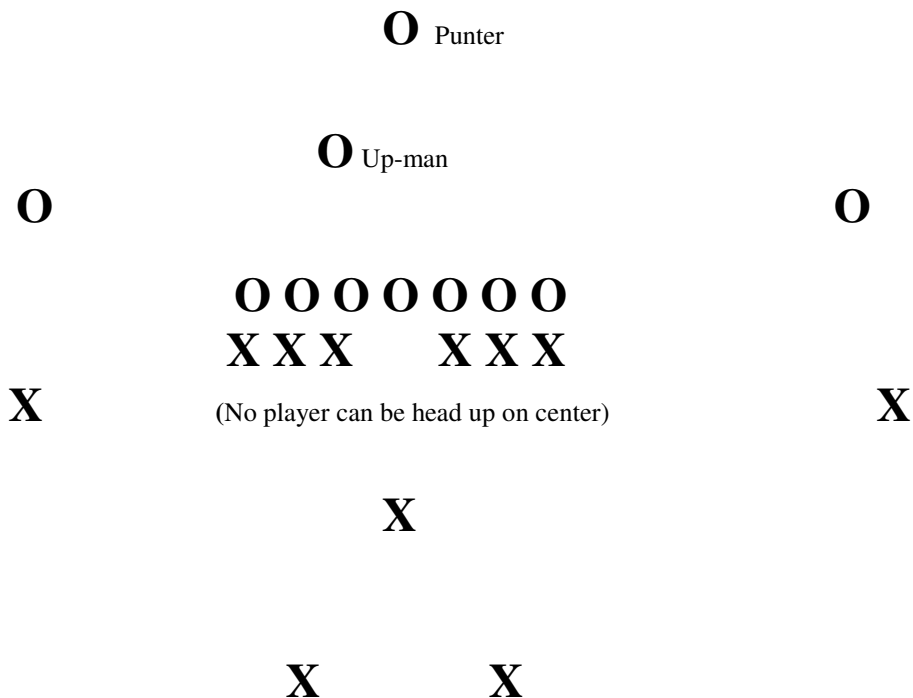 O Punter
O Up-man
O O
O O O O O O O
X X X X X X
X (No player can be head up on center) X
X
X X